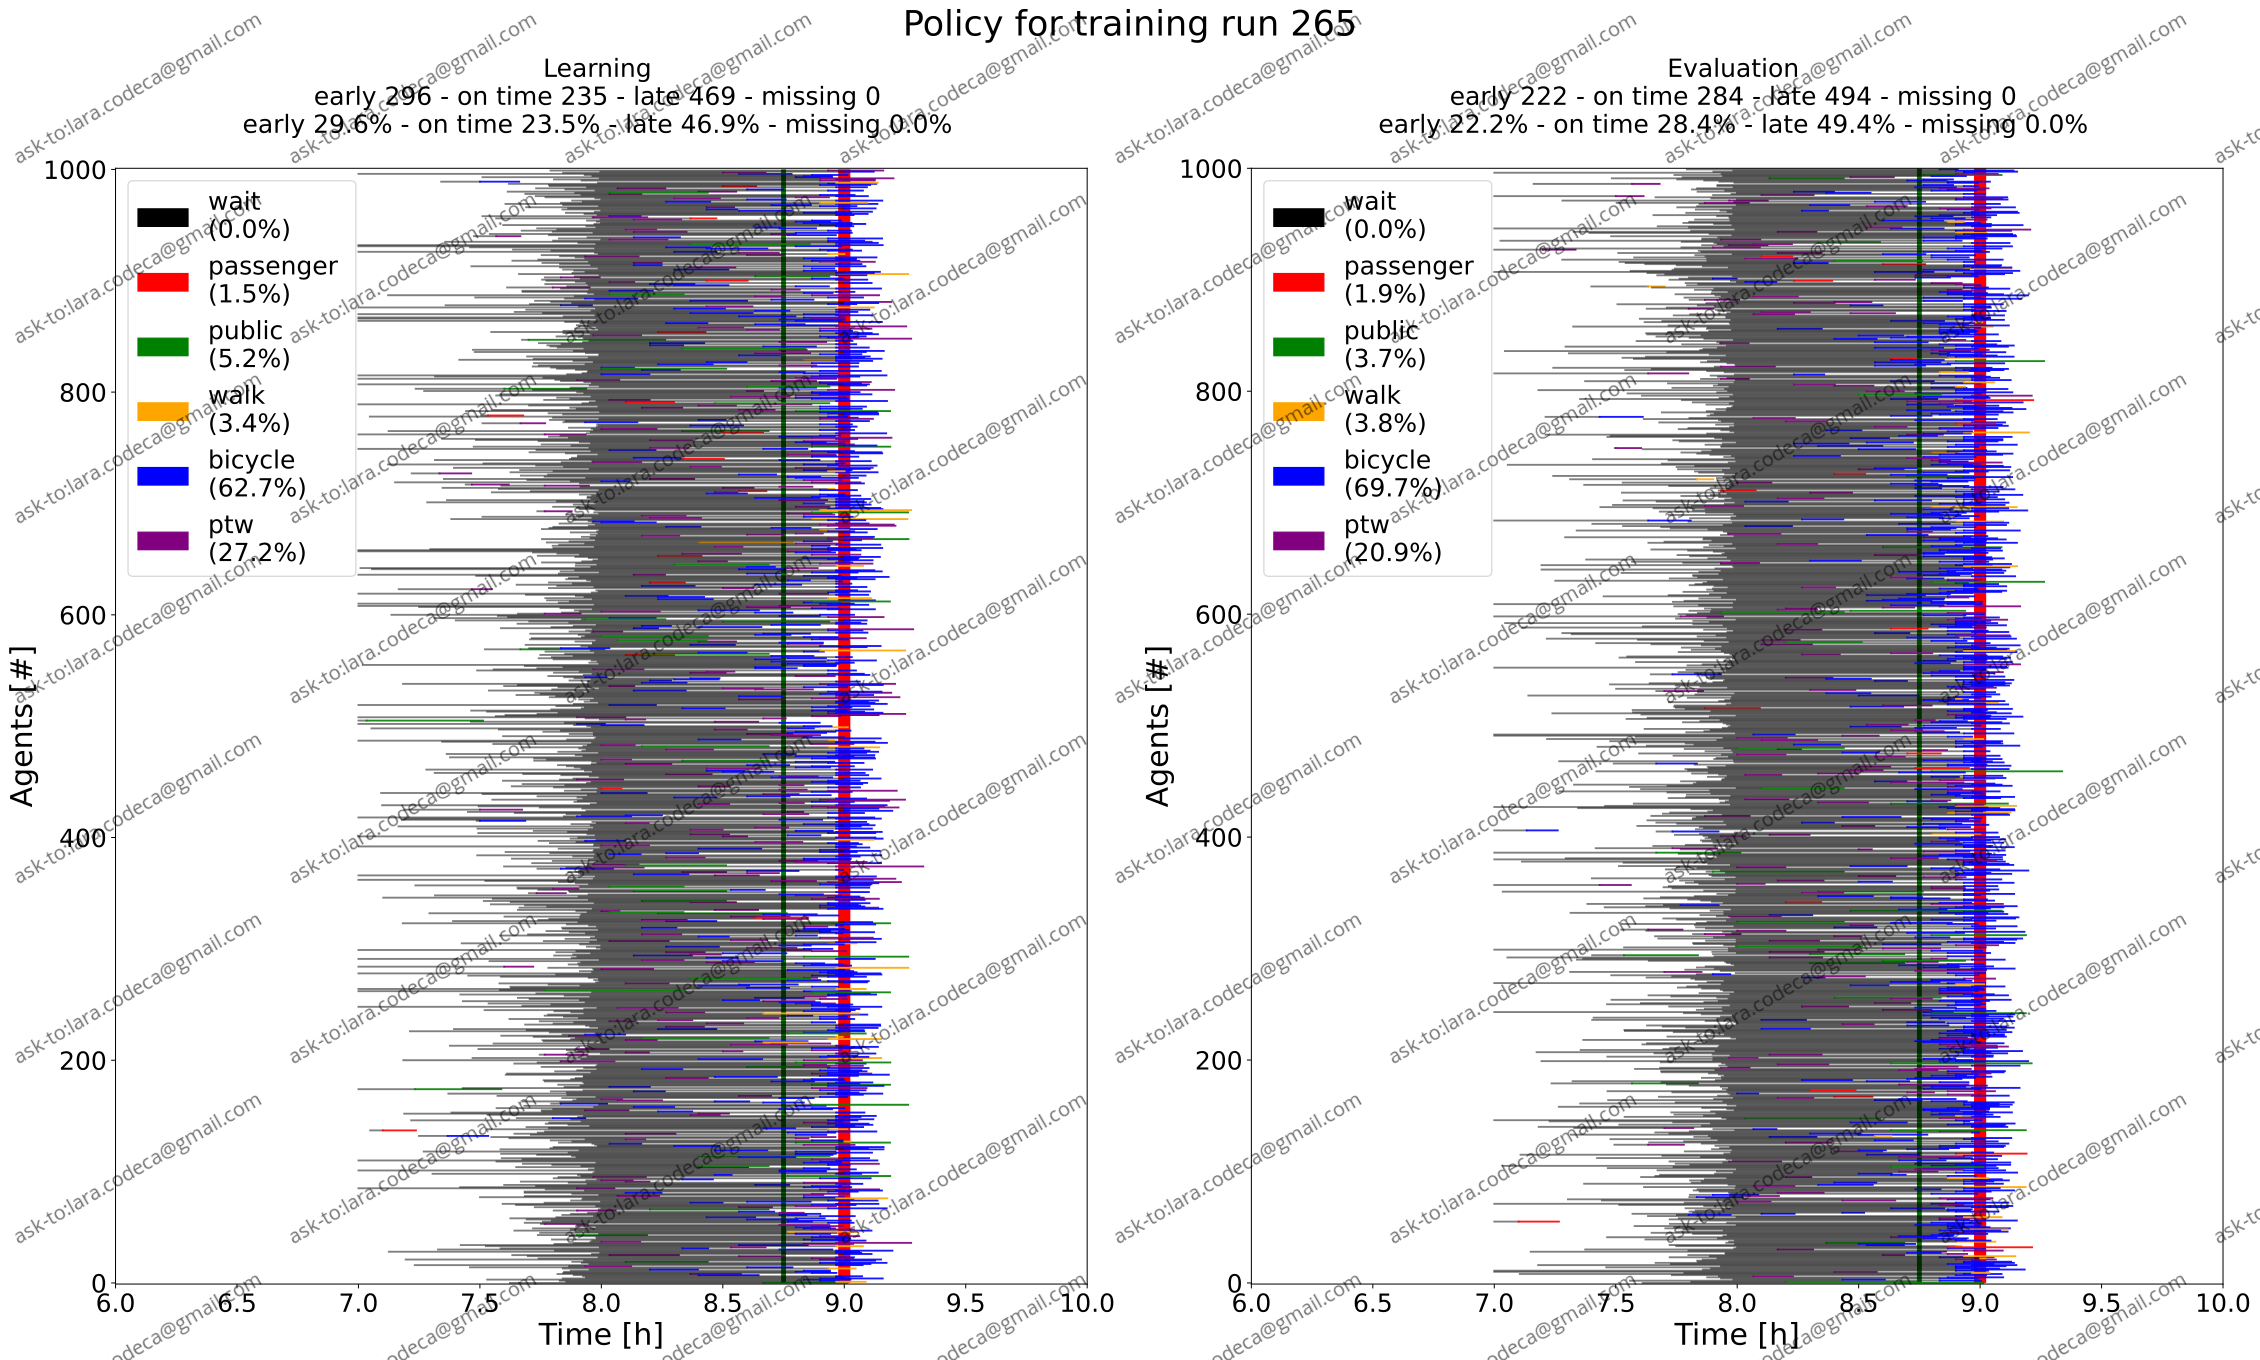 Policy for training run 265
Learning
early 296 - on time 235 - late 469 - missing 0
early 29.6% - on time 23.5% - late 46.9% - missing 0.0%
1000
800
600
400
200
0
Agents [#]
wait
(0.0%)
passenger
(1.5%)
public
(5.2%)
walk
(3.4%)
bicycle
(62.7%)
ptw
(27.2%)
6.0 6.5 7.0 7.5 8.0 8.5 9.0 9.5 10.0
Time [h]
Evaluation
early 222 - on time 284 - late 494 - missing 0
early 22.2% - on time 28.4% - late 49.4% - missing 0.0%
1000
800
600
400
200
0
Agents [#]
wait
(0.0%)
passenger
(1.9%)
public
(3.7%)
walk
(3.8%)
bicycle
(69.7%)
ptw
(20.9%)
6.0 6.5 7.0 7.5 8.0 8.5 9.0 9.5 10.0
Time [h]
ask-to:lara.codeca@gmail.com